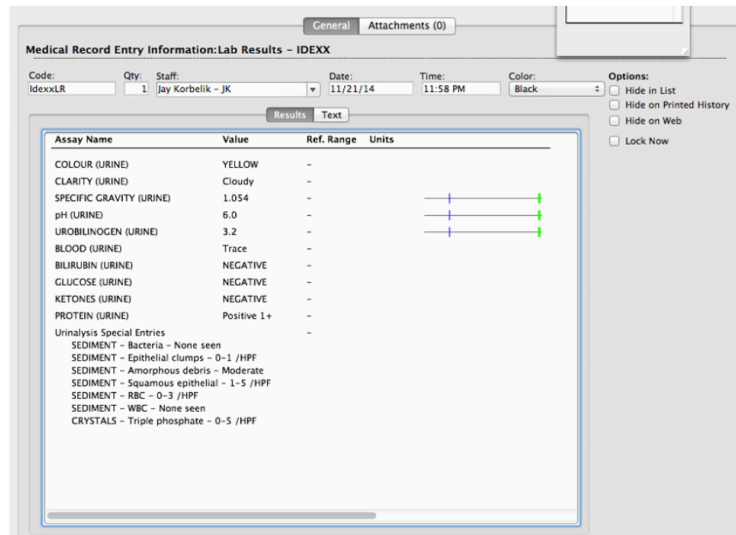 General Attachments (0)
Medical Record Entry Information:Lab Results – IDEXX
Code: Qty: Staff: Date: Time: Color: Options:
IdexxLR 1 Jay Korbelik – JK 11/21/14 11:58 PM Black Hide in List
Hide on Printed History
Hide on Web
Lock Now
Results Text
Assay Name Value Ref. Range Units
COLOUR (URINE) YELLOW –
CLARITY (URINE) Cloudy –
SPECIFIC GRAVITY (URINE) 1.054 –
pH (URINE) 6.0 –
UROBILINOGEN (URINE) 3.2 –
BLOOD (URINE) Trace –
BILIRUBIN (URINE) NEGATIVE –
GLUCOSE (URINE) NEGATIVE –
KETONES (URINE) NEGATIVE –
PROTEIN (URINE) Positive 1+ –
Urinalysis Special Entries –
SEDIMENT – Bacteria – None seen
SEDIMENT – Epithelial clumps – 0–1 /HPF
SEDIMENT – Amorphous debris – Moderate
SEDIMENT – Squamous epithelial – 1–5 /HPF
SEDIMENT – RBC – 0–3 /HPF
SEDIMENT – WBC – None seen
CRYSTALS – Triple phosphate – 0–5 /HPF